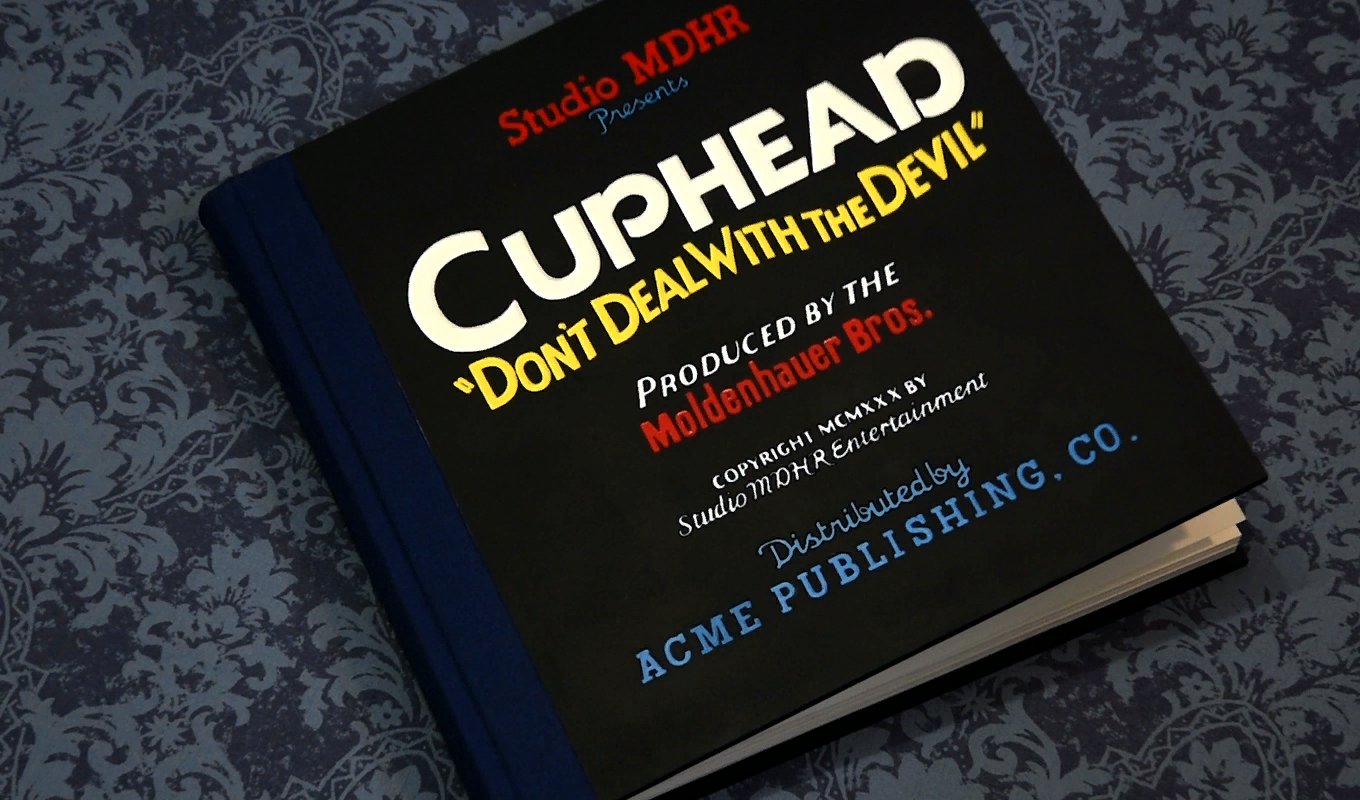 Studio MDHR
Presents
CUPHEAD
"DON'T DEAL WITH THE DEVIL"
PRODUCED BY THE
Moldenhauer Bros.
COPYRIGHT MCMXXX BY
Studio MDHR Entertainment
Distributed by
ACME PUBLISHING, CO.